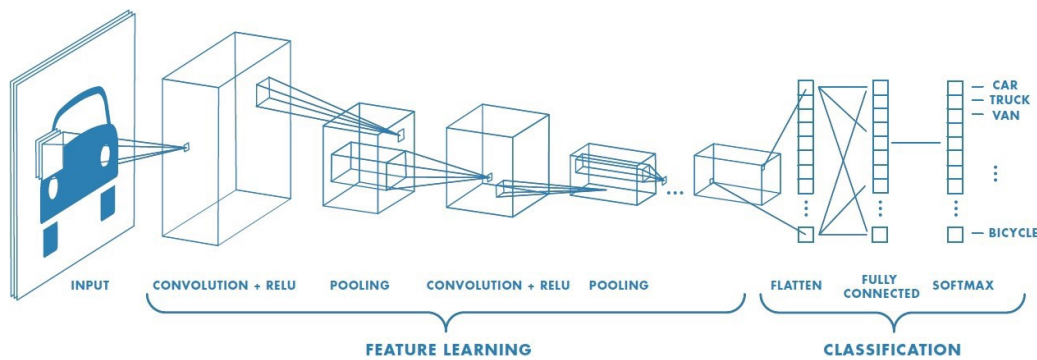 CAR
TRUCK
VAN
BICYCLE
INPUT
CONVOLUTION + RELU
POOLING
CONVOLUTION + RELU
POOLING
FLATTEN
FULLY
CONNECTED
SOFTMAX
FEATURE LEARNING
CLASSIFICATION